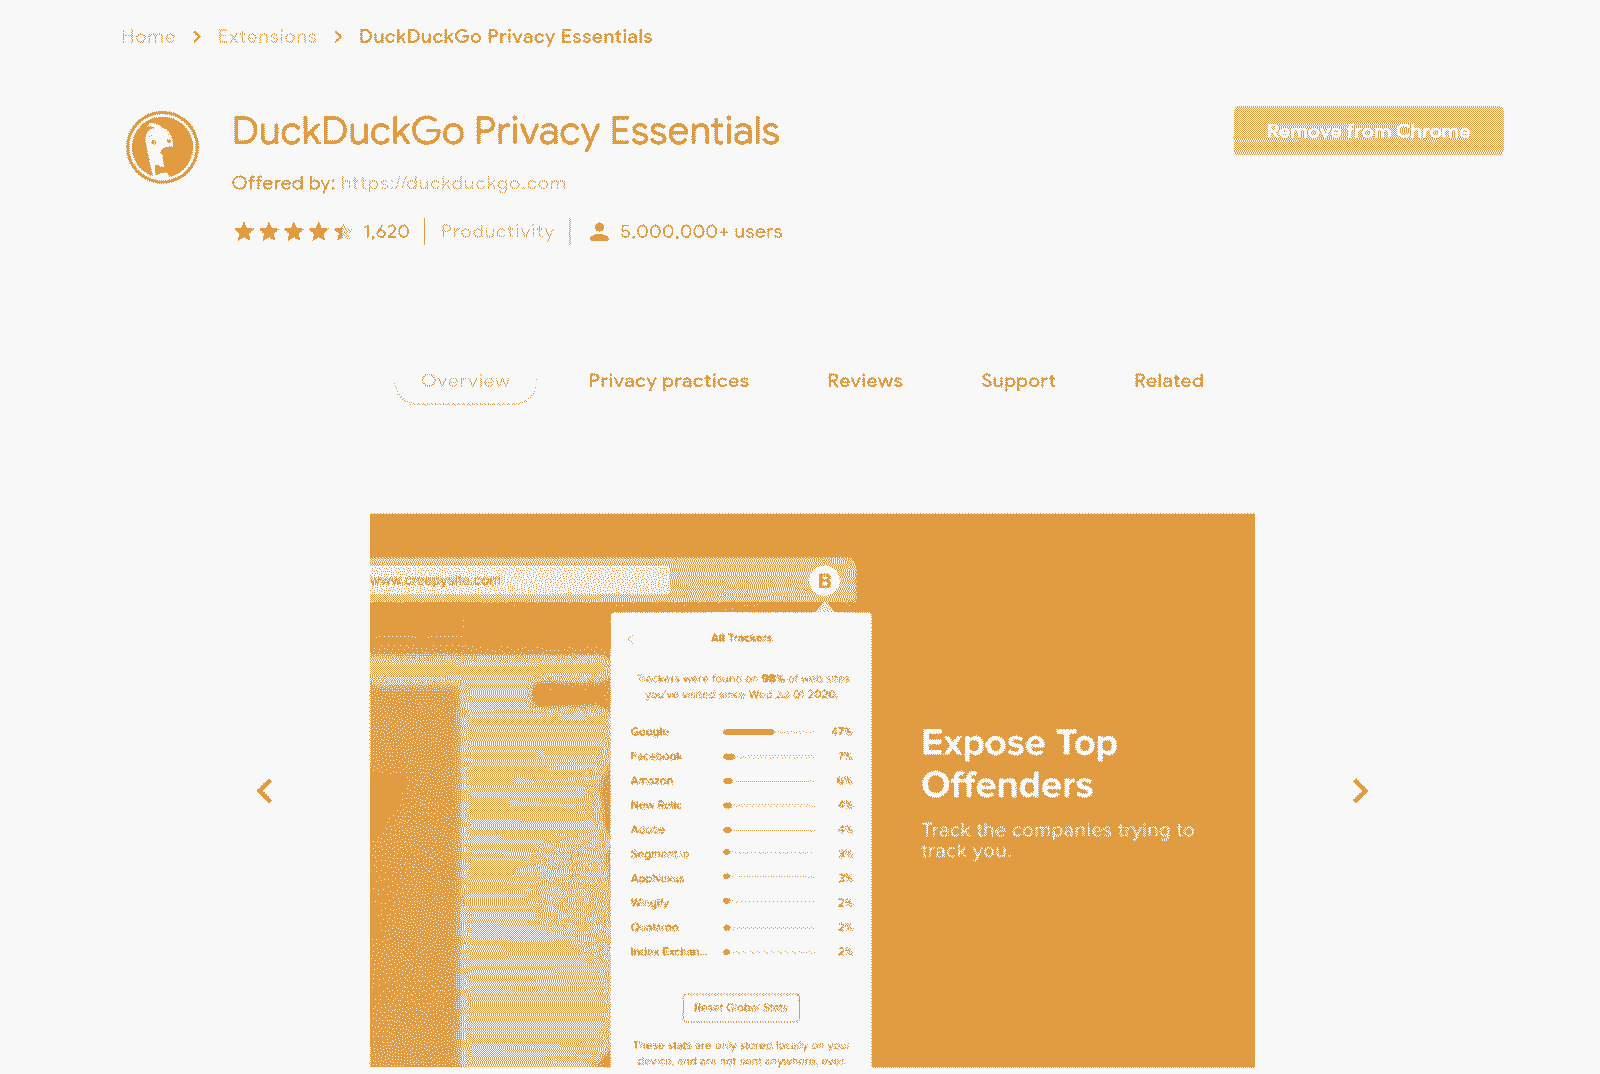 Home > Extensions > DuckDuckGo Privacy Essentials
DuckDuckGo Privacy Essentials
Remove from Chrome
Offered by: https://duckduckgo.com
1,620 | Productivity | 5,000,000+ users
Overview Privacy practices Reviews Support Related
www.creepysite.com
B
All Trackers
Trackers were found on 98% of web sites
you've visited since Wed Jul 01 2020.
Google 47%
Facebook 7%
Amazon 6%
New Relic 4%
Adobe 4%
Segment.io 3%
AppNexus 3%
Wingify 2%
Qualaroo 2%
Index Exchan... 2%
Reset Global Stats
These stats are only stored locally on your
device, and are not sent anywhere, ever.
Expose Top
Offenders
Track the companies trying to
track you.